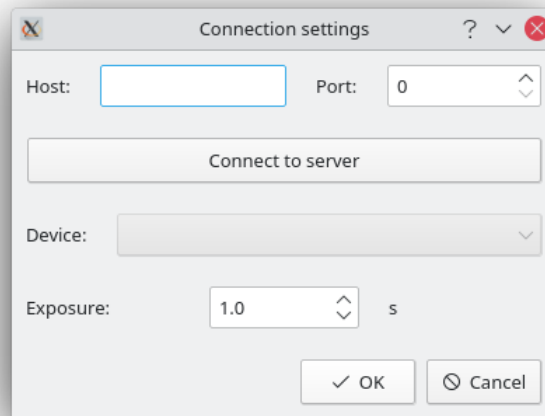 Connection settings
Host: Port: 0
Connect to server
Device:
Exposure: 1.0 s
OK Cancel